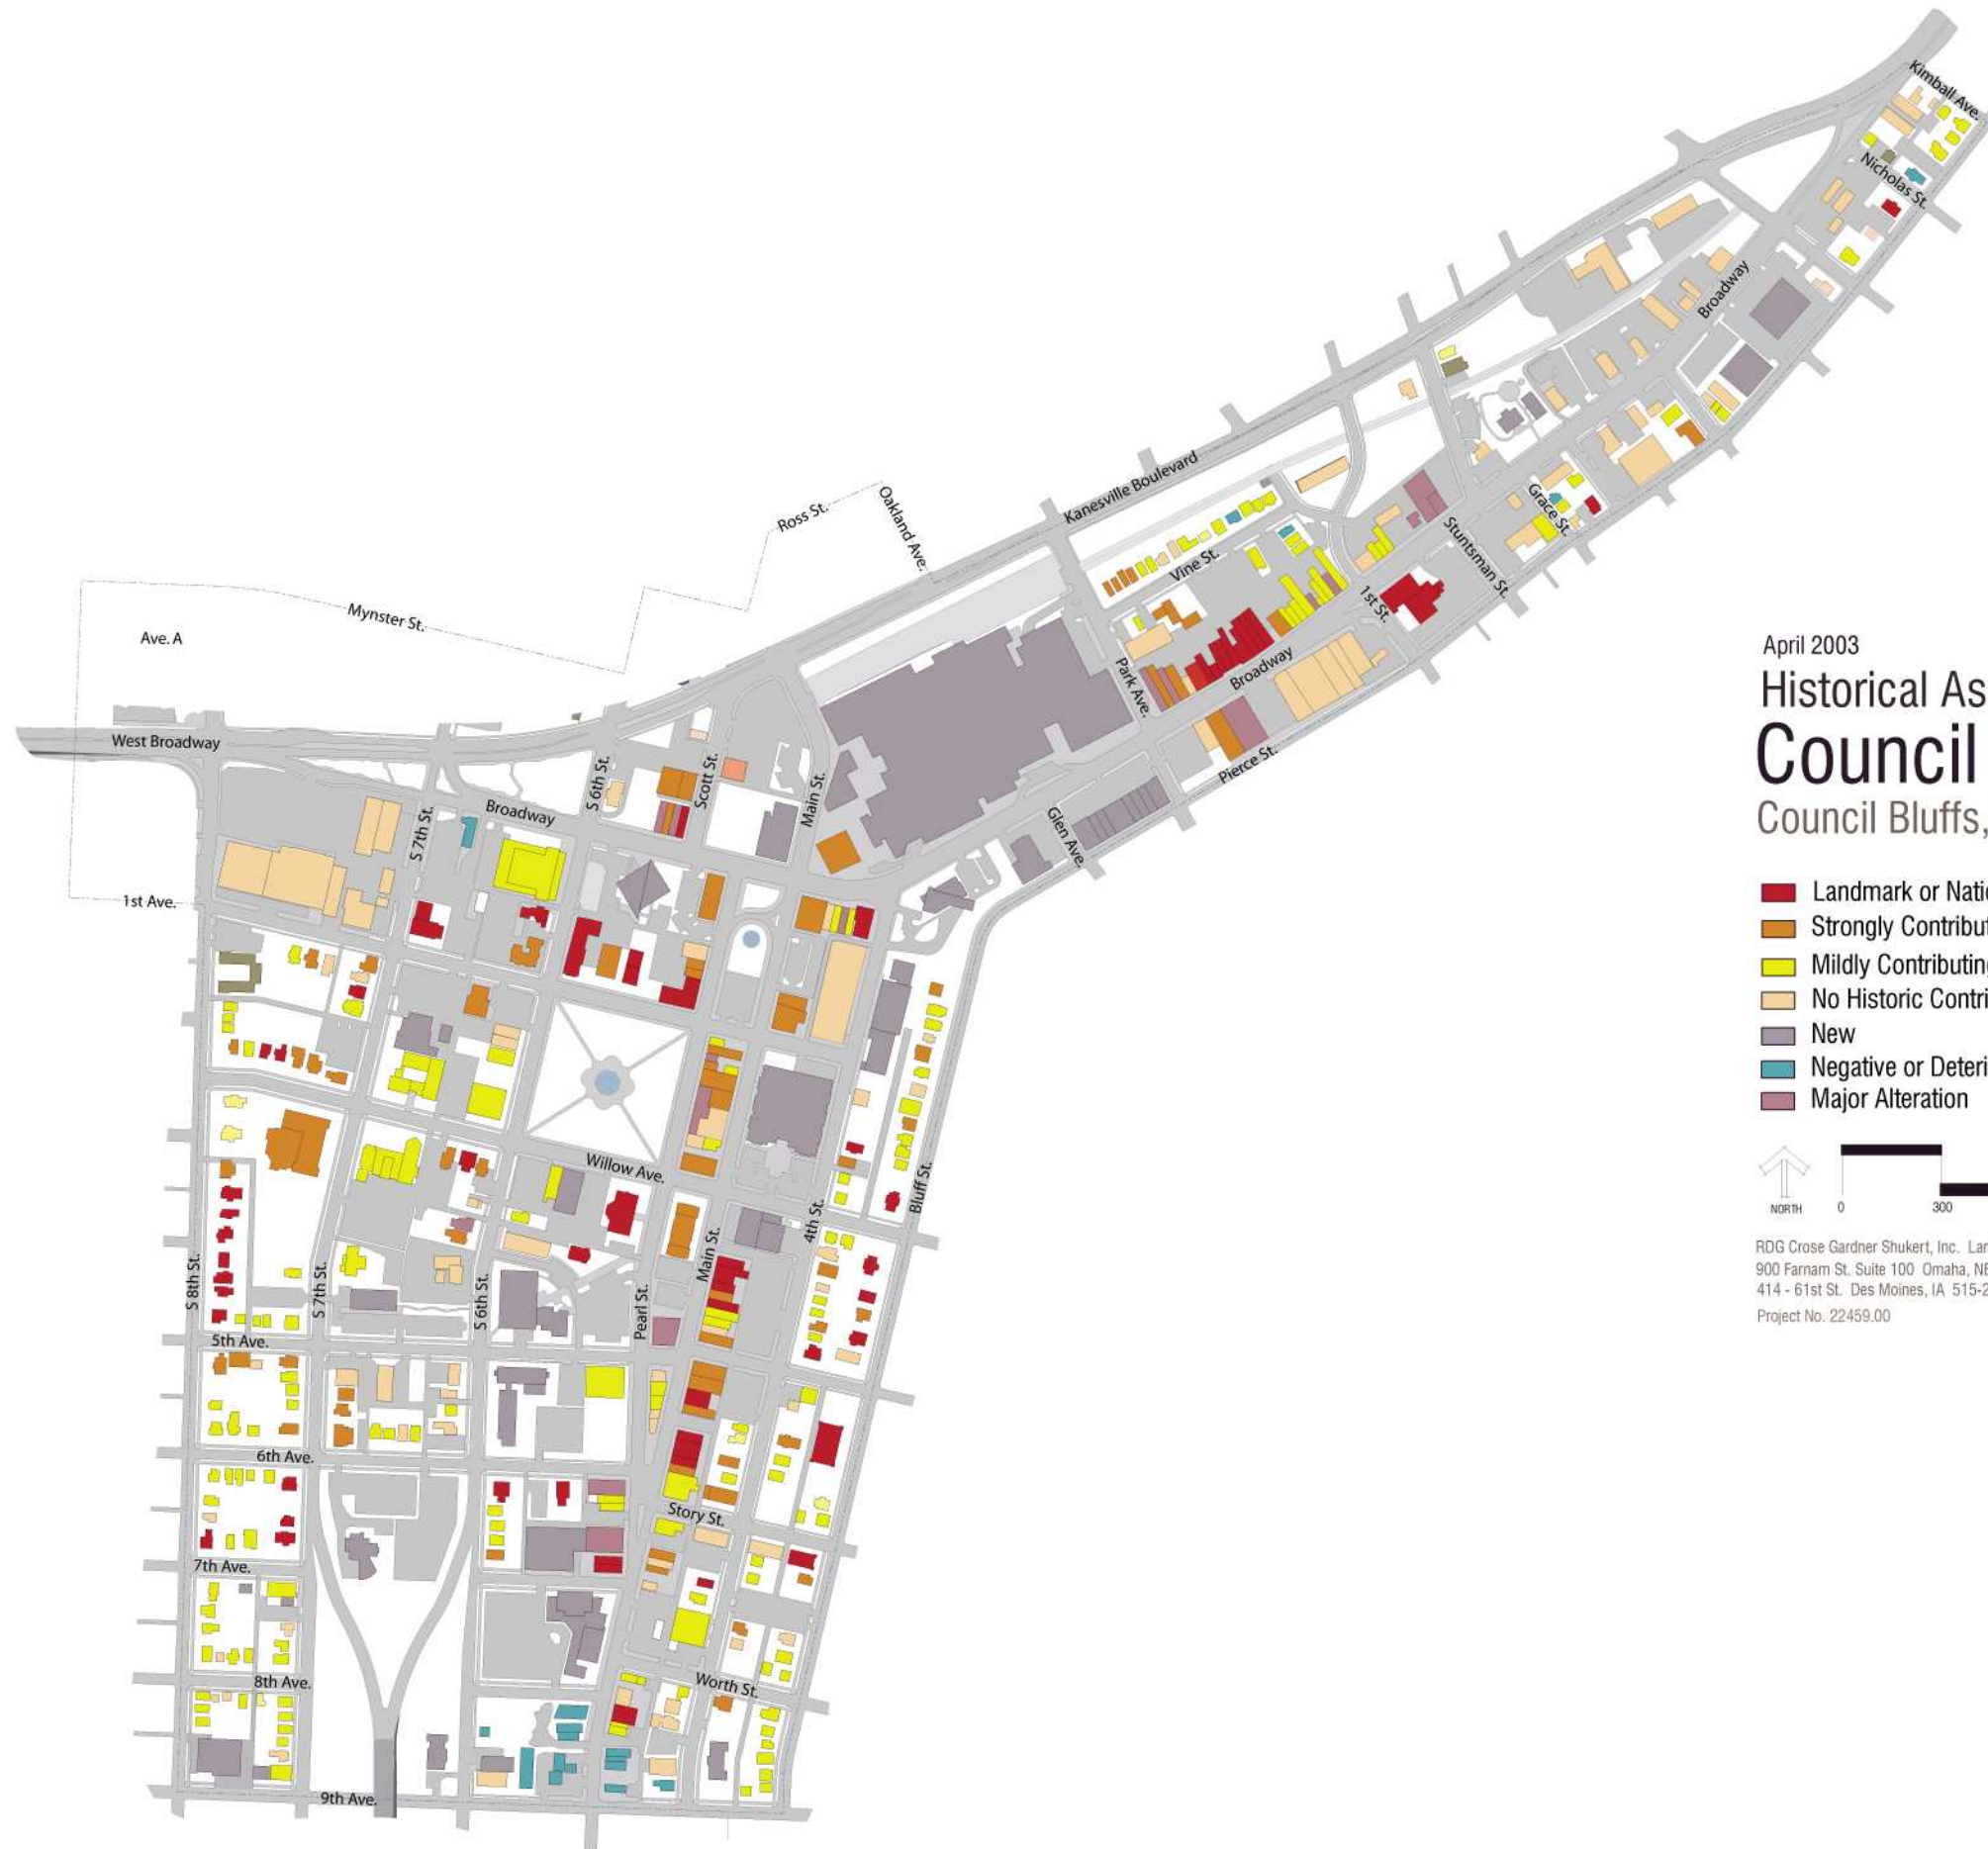 Kimball Ave.
Nicholas St.
Broadway
Grace St.
Stuntsman St.
1st St.
Vine St.
Kanesville Boulevard
Park Ave.
Broadway
Pierce St.
Glen Ave.
Oakland Ave.
Ross St.
Mynster St.
Ave. A
West Broadway
Broadway
S 6th St.
Scott St.
Main St.
S 7th St.
1st Ave.
Willow Ave.
Bluff St.
4th St.
Main St.
Pearl St.
S 6th St.
S 7th St.
S 8th St.
5th Ave.
6th Ave.
Story St.
7th Ave.
8th Ave.
Worth St.
9th Ave.
April 2003
Historical As
Council
Council Bluffs,
Landmark or Natio
Strongly Contribut
Mildly Contributing
No Historic Contri
New
Negative or Deteri
Major Alteration
NORTH 0 300
RDG Crose Gardner Shukert, Inc. Lar
900 Farnam St. Suite 100 Omaha, NE
414 - 61st St. Des Moines, IA 515-2
Project No. 22459.00